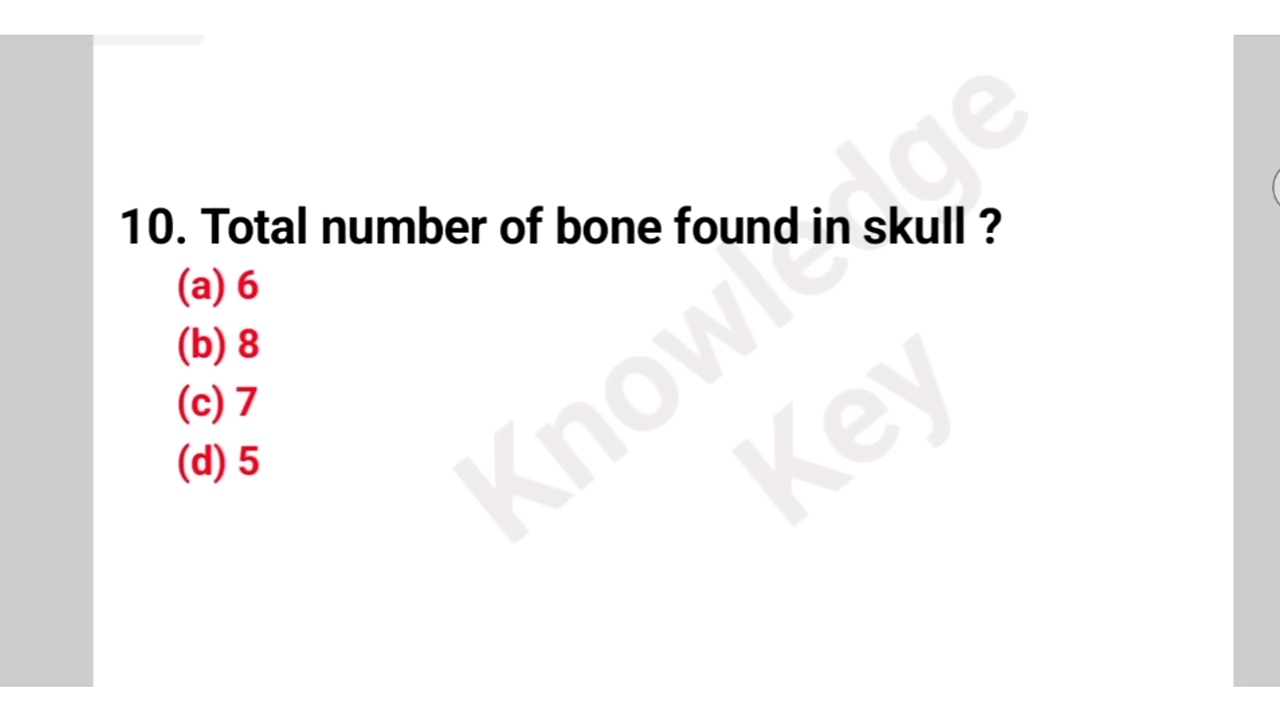 10. Total number of bone found in skull ?
(a) 6
(b) 8
(c) 7
(d) 5
Knowledge
Key